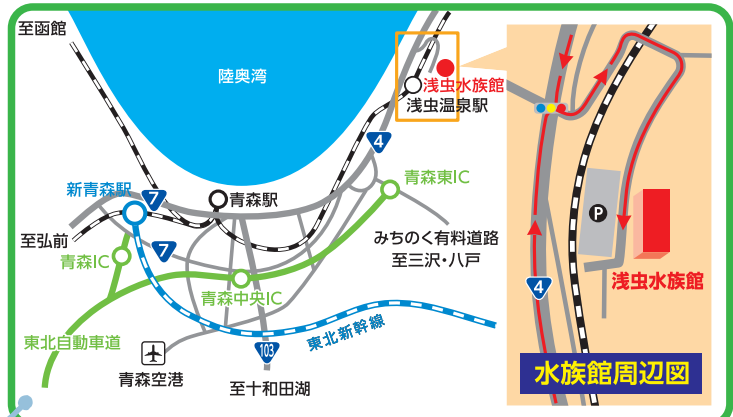 至函館
陸奥湾
浅虫水族館
浅虫温泉駅
4
青森東IC
新青森駅
7
青森駅
至弘前
7
みちのく有料道路
至三沢・八戸
青森IC
青森中央IC
東北自動車道
東北新幹線
103
青森空港
至十和田湖
P
浅虫水族館
4
水族館周辺図